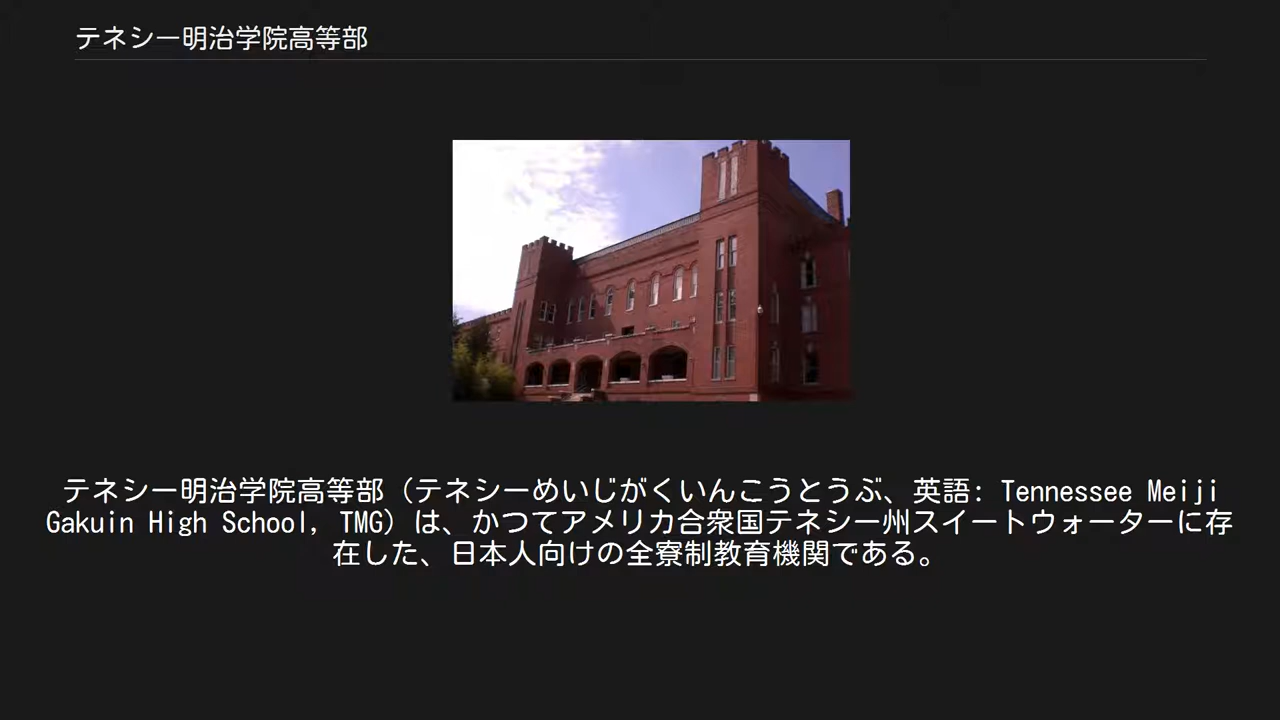 テネシー明治学院高等部
テネシー明治学院高等部（テネシーめいじがくいんこうとうぶ、英語: Tennessee Meiji
Gakuin High School, TMG）は、かつてアメリカ合衆国テネシー州スイートウォーターに存
在した、日本人向けの全寮制教育機関である。